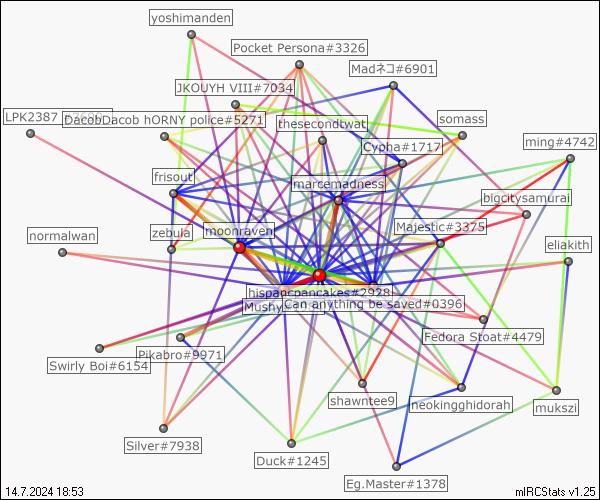 yoshimanden
Pocket Persona#3326
Madネコ#6901
JKOUYH VIII#7034
LPK2387
DacobDacob hORNY police#5271
thesecondtwat
somass
Cypha#1717
ming#4742
frisout
marcemadness
bigcitysamurai
normalwan
zebula
moonraven
Majestic#3375
eliakith
hispancpancakes#2928
Mushy
Can anything be saved#0396
Fedora Stoat#4479
Swirly Boi#6154
Pikabro#9971
shawntee9
neokingghidorah
mukszi
Silver#7938
Duck#1245
Eg.Master#1378
14.7.2024 18:53
mIRCStats v1.25